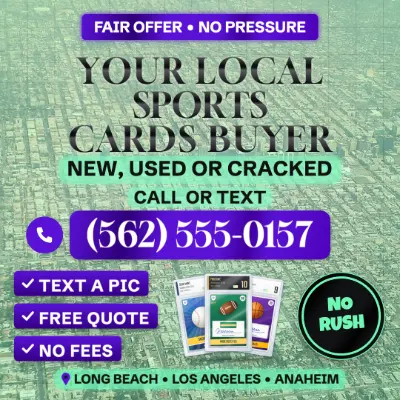 FAIR OFFER • NO PRESSURE
YOUR LOCAL
SPORTS
CARDS BUYER
NEW, USED OR CRACKED
CALL OR TEXT
(562) 555-0157
✓ TEXT A PIC
✓ FREE QUOTE
✓ NO FEES
10
NO
RUSH
LONG BEACH • LOS ANGELES • ANAHEIM